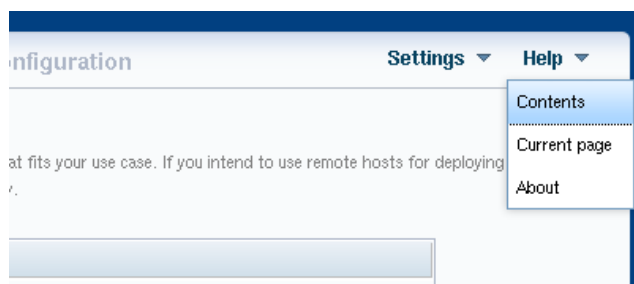 nfiguration
Settings
Help
Contents
Current page
About
at fits your use case. If you intend to use remote hosts for deploying